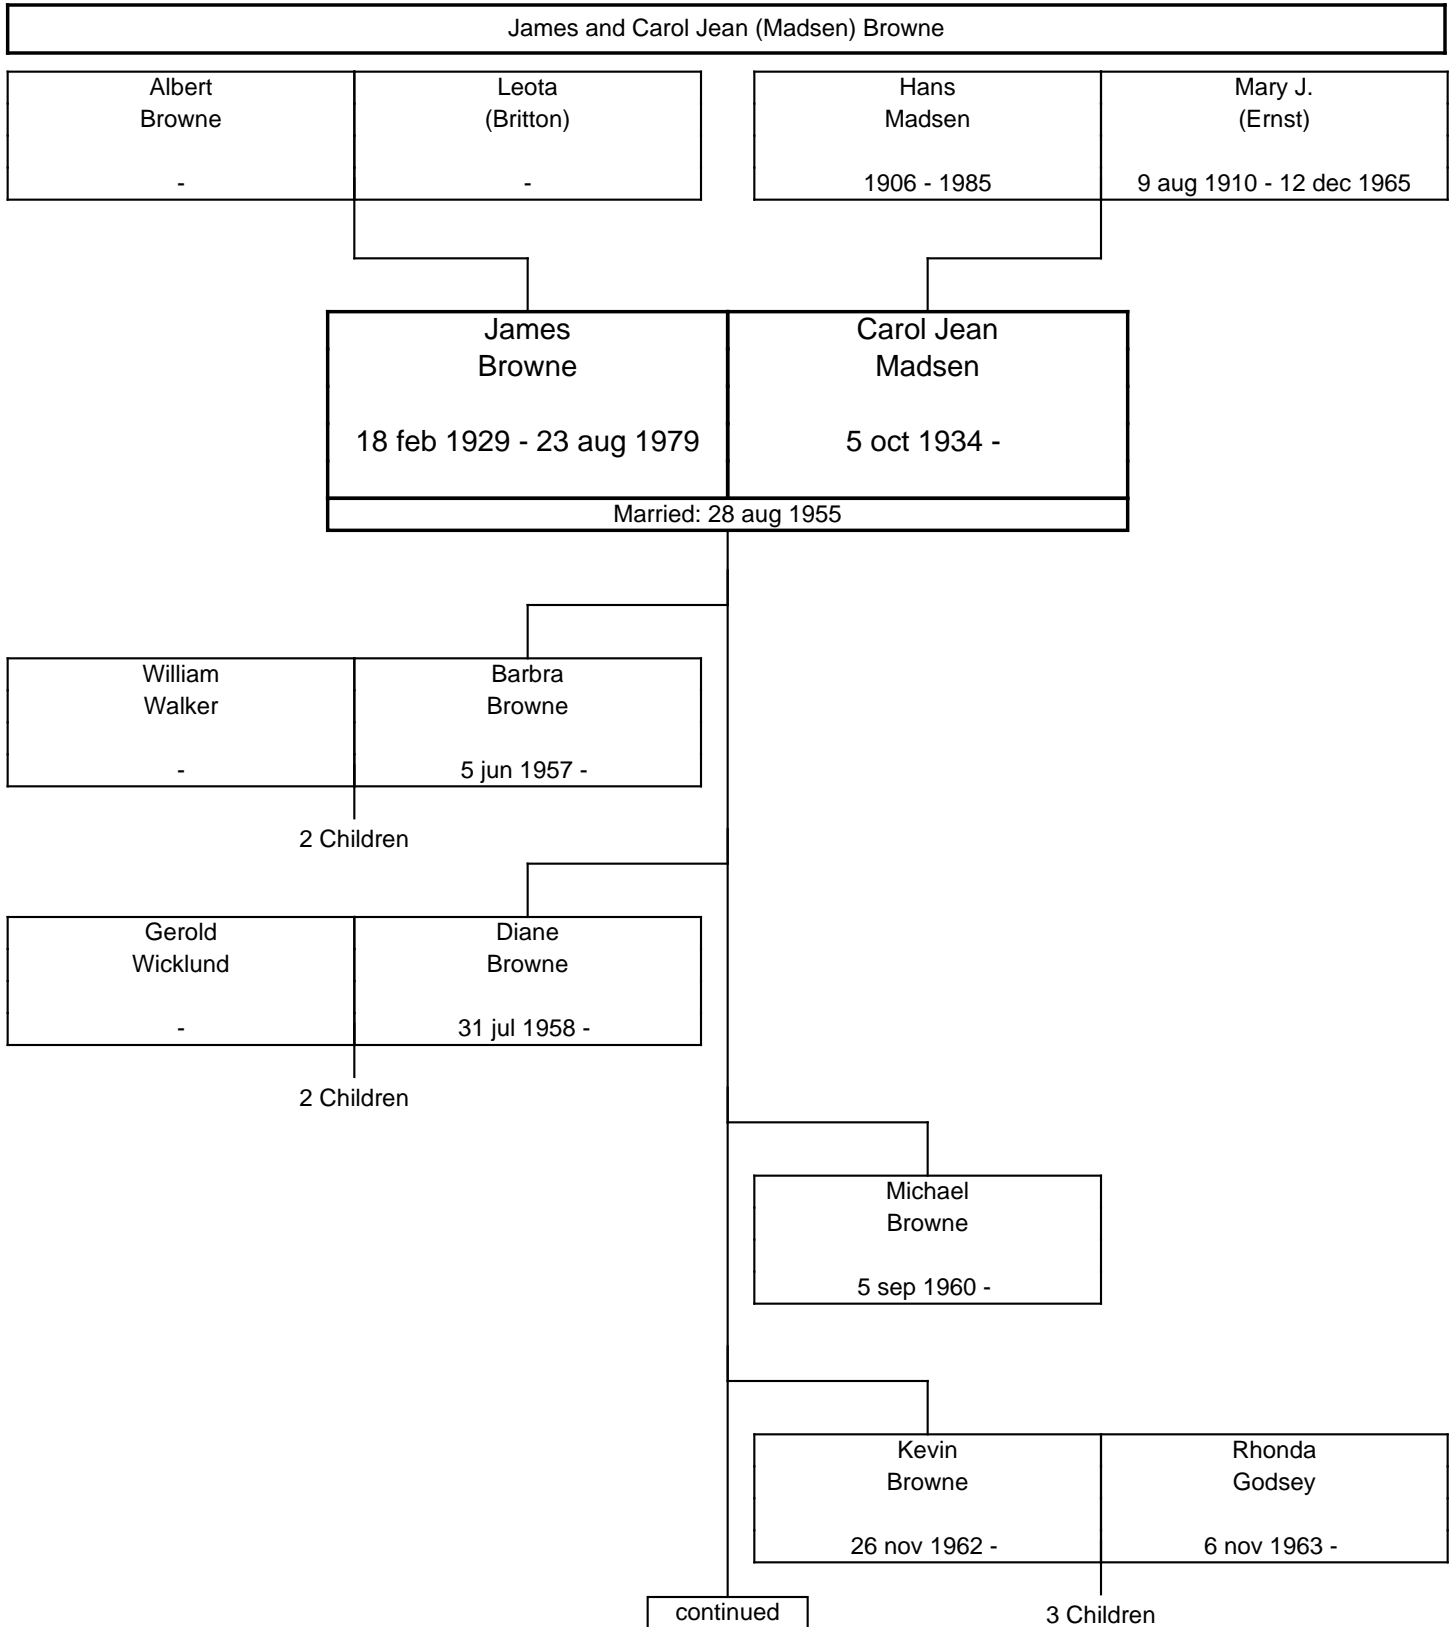 James and Carol Jean (Madsen) Browne
Albert
Browne
-
Leota
(Britton)
-
Hans
Madsen
1906 - 1985
Mary J.
(Ernst)
9 aug 1910 - 12 dec 1965
James
Browne
18 feb 1929 - 23 aug 1979
Carol Jean
Madsen
5 oct 1934 -
Married: 28 aug 1955
William
Walker
-
Barbra
Browne
5 jun 1957 -
2 Children
Gerold
Wicklund
-
Diane
Browne
31 jul 1958 -
2 Children
Michael
Browne
5 sep 1960 -
Kevin
Browne
26 nov 1962 -
Rhonda
Godsey
6 nov 1963 -
3 Children
continued